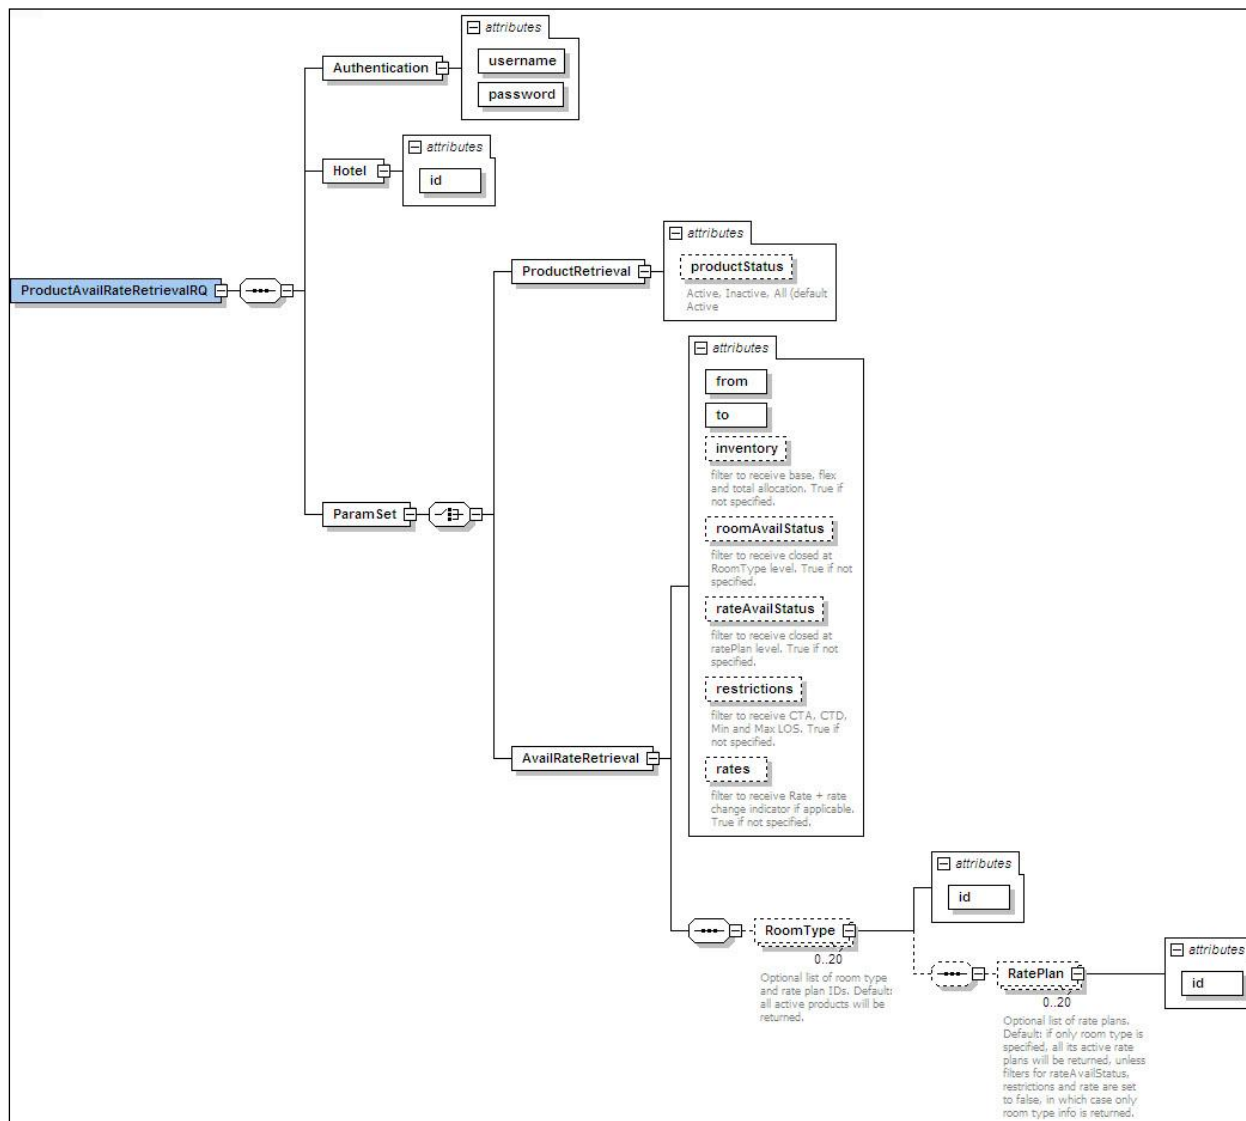 attributes
username
Authentication
password
attributes
Hotel
id
attributes
ProductRetrieval
productStatus
Active, Inactive, All (default
Active
ProductAvailRateRetrievalRQ
attributes
from
to
inventory
filter to receive base, flex
and total allocation. True if
not specified.
ParamSet
roomAvailStatus
filter to receive closed at
RoomType level. True if not
specified.
rateAvailStatus
filter to receive closed at
ratePlan level. True if not
specified.
restrictions
filter to receive CTA, CTD,
Min and Max LOS. True if
not specified.
AvailRateRetrieval
rates
filter to receive Rate + rate
change indicator if applicable.
True if not specified.
attributes
id
RoomType
0..20
Optional list of room type
and rate plan IDs. Default:
all active products will be
returned.
attributes
RatePlan
id
0..20
Optional list of rate plans.
Default: if only room type is
specified, all its active rate
plans will be returned, unless
filters for rateAvailStatus,
restrictions and rate are set
to false, in which case only
room type info is returned.